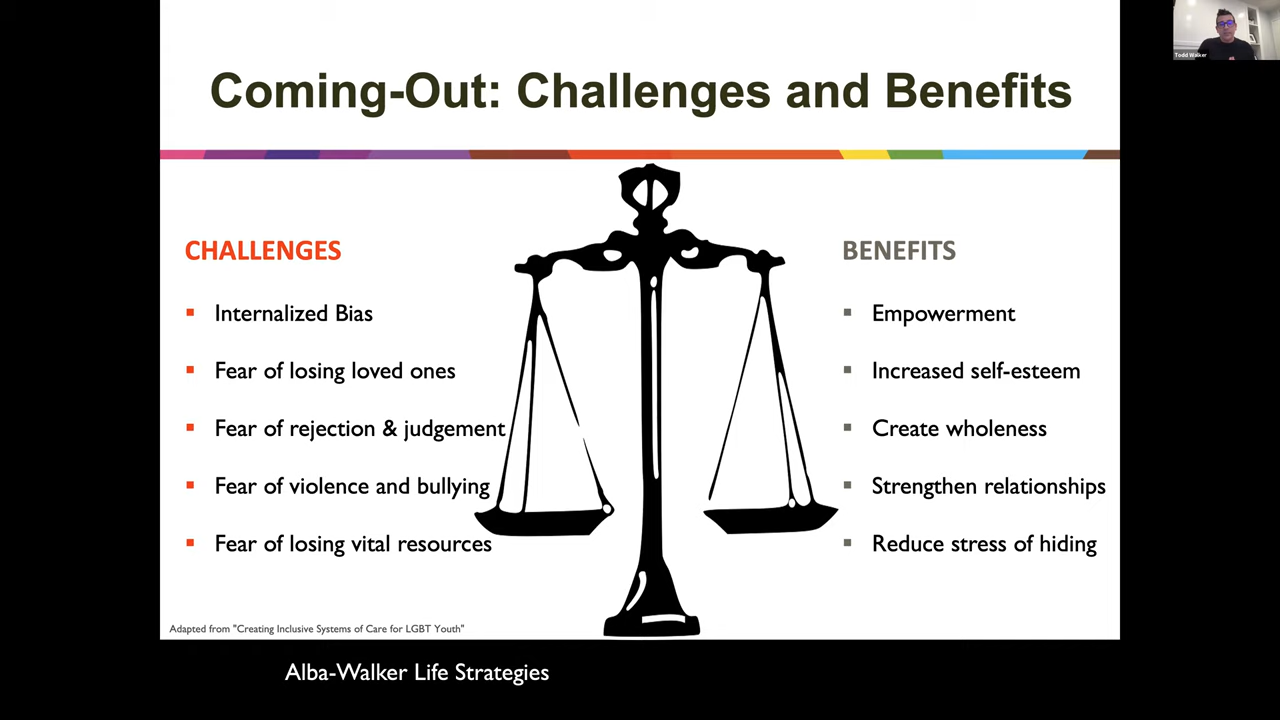 Todd Walker
Coming-Out: Challenges and Benefits
CHALLENGES
Internalized Bias
Fear of losing loved ones
Fear of rejection & judgement
Fear of violence and bullying
Fear of losing vital resources
BENEFITS
Empowerment
Increased self-esteem
Create wholeness
Strengthen relationships
Reduce stress of hiding
Adapted from "Creating Inclusive Systems of Care for LGBT Youth"
Alba-Walker Life Strategies